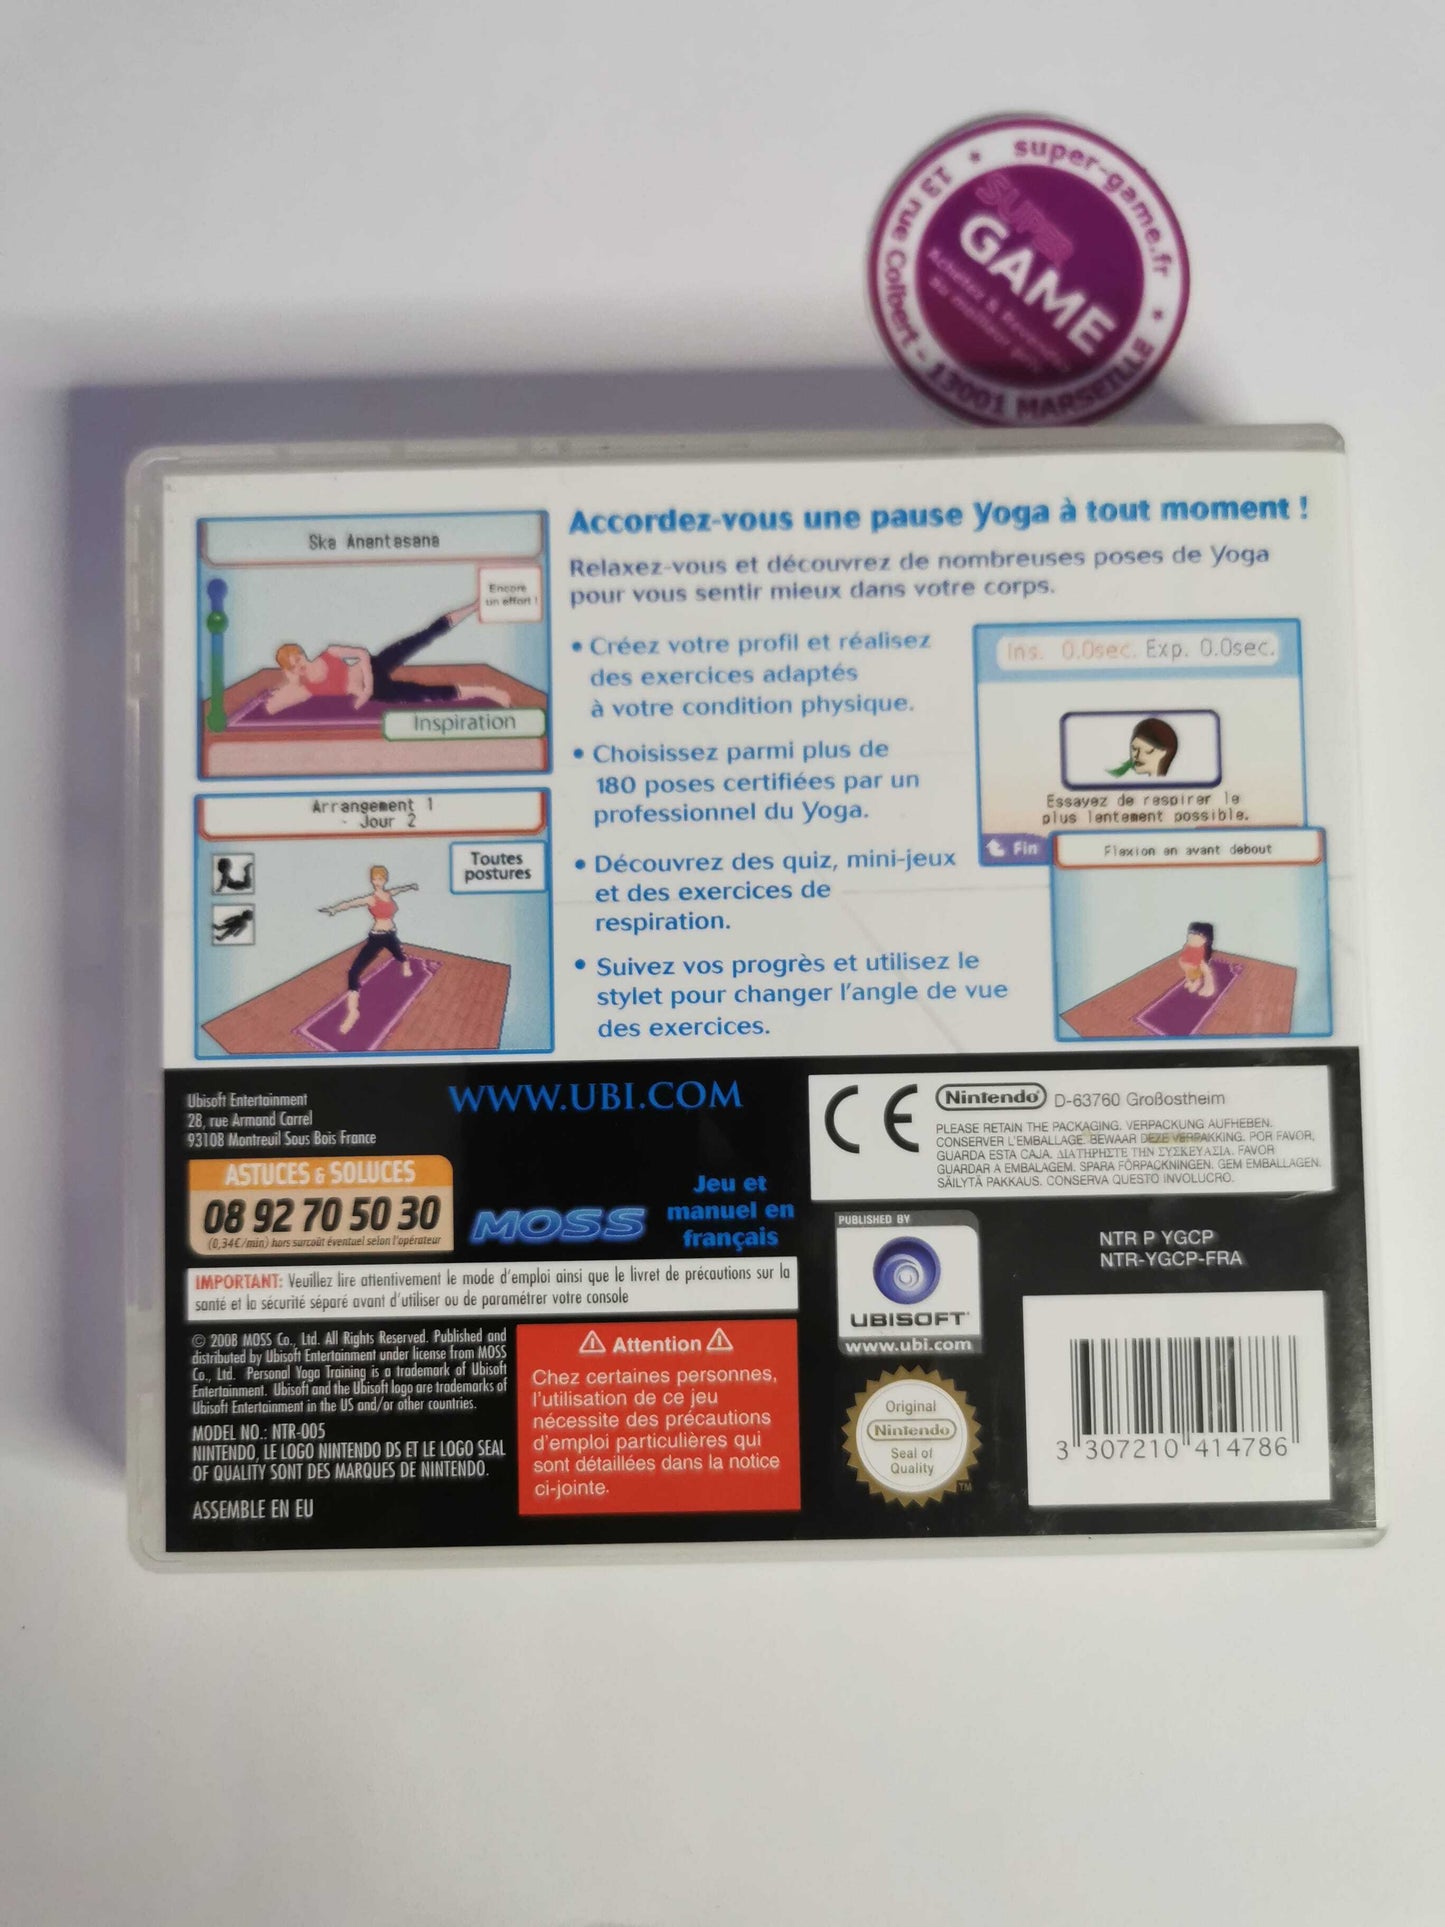 super-game.fr
13 rue Colbert - 13001 MARSEILLE
SUPER
GAME
Achetez & Revendez
au meilleur prix
Ska Anantasana
Encore
un effort !
Inspiration
Arrangement 1
- Jour 2
Toutes
postures
Accordez-vous une pause Yoga à tout moment !
Relaxez-vous et découvrez de nombreuses poses de Yoga
pour vous sentir mieux dans votre corps.
• Créez votre profil et réalisez
des exercices adaptés
à votre condition physique.
• Choisissez parmi plus de
180 poses certifiées par un
professionnel du Yoga.
• Découvrez des quiz, mini-jeux
et des exercices de
respiration.
• Suivez vos progrès et utilisez le
stylet pour changer l'angle de vue
des exercices.
Ins. 0.0sec. Exp. 0.0sec.
Essayez de respirer le
plus lentement possible.
Fin
Flexion en avant debout
Ubisoft Entertainment
28, rue Armand Carrel
93108 Montreuil Sous Bois France
WWW.UBI.COM
ASTUCES & SOLUCES
08 92 70 50 30
(0,34€/min) hors surcoût éventuel selon l'opérateur
MOSS
Jeu et
manuel en
français
IMPORTANT: Veuillez lire attentivement le mode d'emploi ainsi que le livret de précautions sur la
santé et la sécurité séparé avant d'utiliser ou de paramétrer votre console
© 2008 MOSS Co., Ltd. All Rights Reserved. Published and
distributed by Ubisoft Entertainment under license from MOSS
Co., Ltd. Personal Yoga Training is a trademark of Ubisoft
Entertainment. Ubisoft and the Ubisoft logo are trademarks of
Ubisoft Entertainment in the US and/or other countries.
MODEL NO.: NTR-005
NINTENDO, LE LOGO NINTENDO DS ET LE LOGO SEAL
OF QUALITY SONT DES MARQUES DE NINTENDO.
ASSEMBLE EN EU
Attention
Chez certaines personnes,
l'utilisation de ce jeu
nécessite des précautions
d'emploi particulières qui
sont détaillées dans la notice
ci-jointe.
CE
Nintendo D-63760 Großostheim
PLEASE RETAIN THE PACKAGING. VERPACKUNG AUFHEBEN.
CONSERVER L'EMBALLAGE. BEWAAR DEZE VERPAKKING. POR FAVOR,
GUARDA ESTA CAJA. ΔΙΑΤΗΡΗΣΤΕ ΤΗΝ ΣΥΣΚΕΥΑΣΙΑ. FAVOR
GUARDAR A EMBALAGEM. SPARA FÖRPACKNINGEN. GEM EMBALLAGEN.
SÄILYTÄ PAKKAUS. CONSERVA QUESTO INVOLUCRO.
PUBLISHED BY
UBISOFT
www.ubi.com
NTR P YGCP
NTR-YGCP-FRA
Original
Nintendo
Seal of
Quality
TM
3 307210 414786